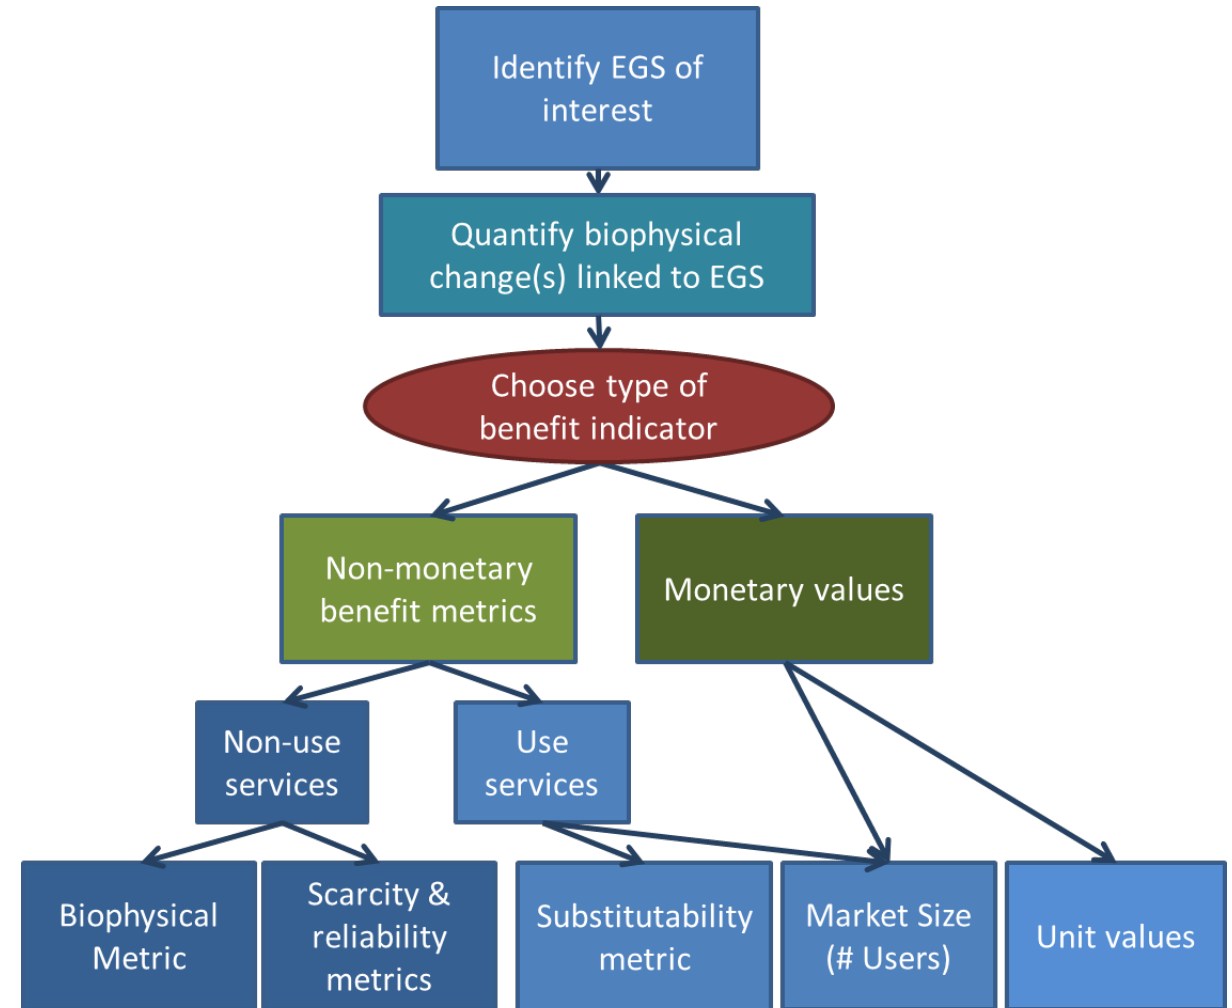 Identify EGS of
interest
Quantify biophysical
change(s) linked to EGS
Choose type of
benefit indicator
Non-monetary
benefit metrics
Monetary values
Non-use
services
Use
services
Biophysical
Metric
Scarcity &
reliability
metrics
Substitutability
metric
Market Size
(# Users)
Unit values